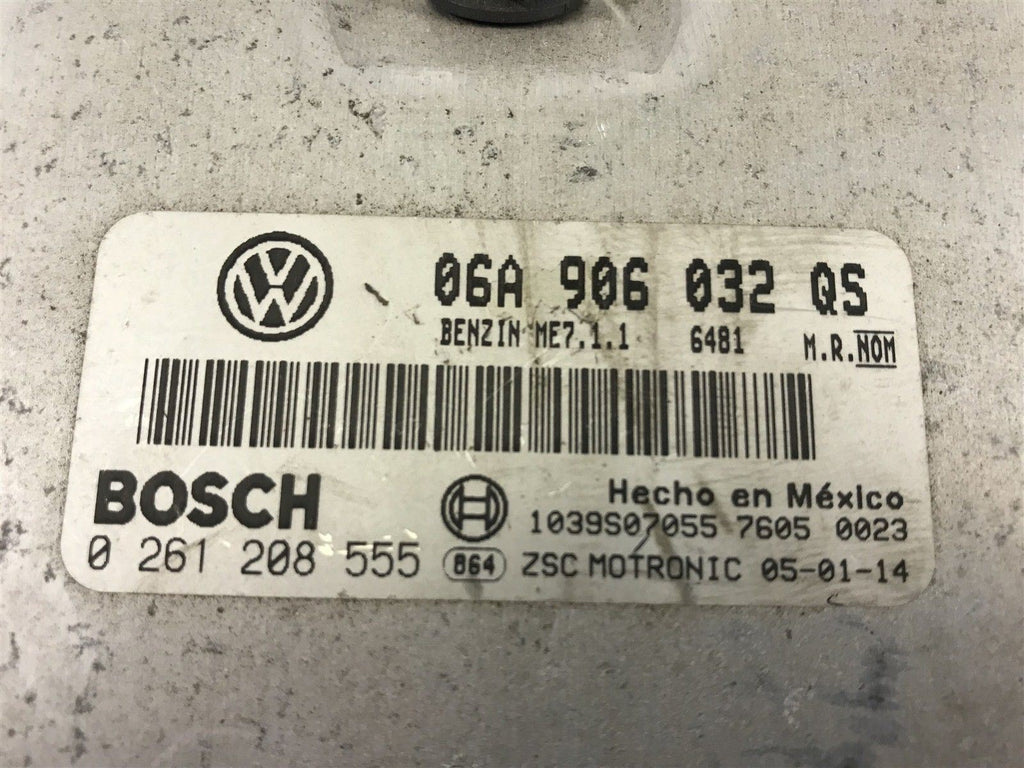 06A 906 032 QS
BENZIN ME7.1.1 6481 M.R.NOM
BOSCH
Hecho en México
1039S07055 7605 0023
0 261 208 555 864 ZSC MOTRONIC 05-01-14